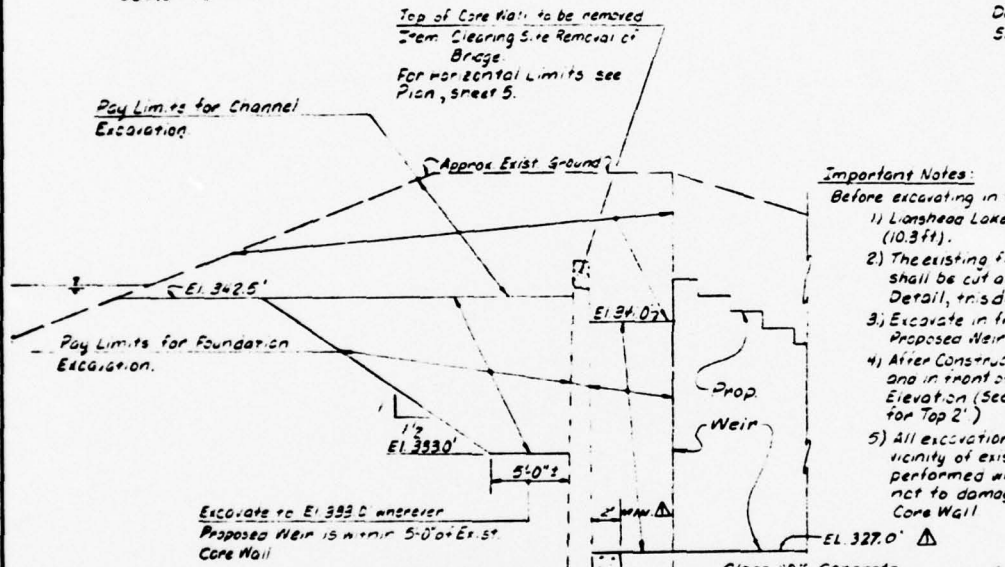 Top of Core Wall to be removed
Item Clearing Site Removal of
Bridge.
For Horizontal Limits see
Plan, sheet 5.
Pay Limits for Channel
Excavation.
Approx Exist Ground
Important Notes:
Before excavating in
1) Lionshead Lake
(10.3 ft).
2) The existing
shall be cut
Detail, this
3.) Excavate in
Proposed Weir
4) After Construc
and in front
Elevation (See
for Top 2')
5) All excavation
vicinity of exis
performed
not to damag
Core Wall
El. 342.5'
El. 341.0
Pay Limits for Foundation
Excavation.
Prop.
Weir
1
1½
El. 333.0'
5'-0"±
Excavate to El 333.0' wherever
Proposed Weir is within 5'-0" of Exist.
Core Wall
2' min.
EL. 327.0'
Concrete